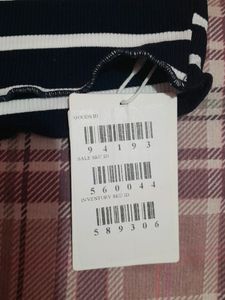 GOODS ID
94193
SALE SKU ID
560044
INVENTORY SKU ID
589306